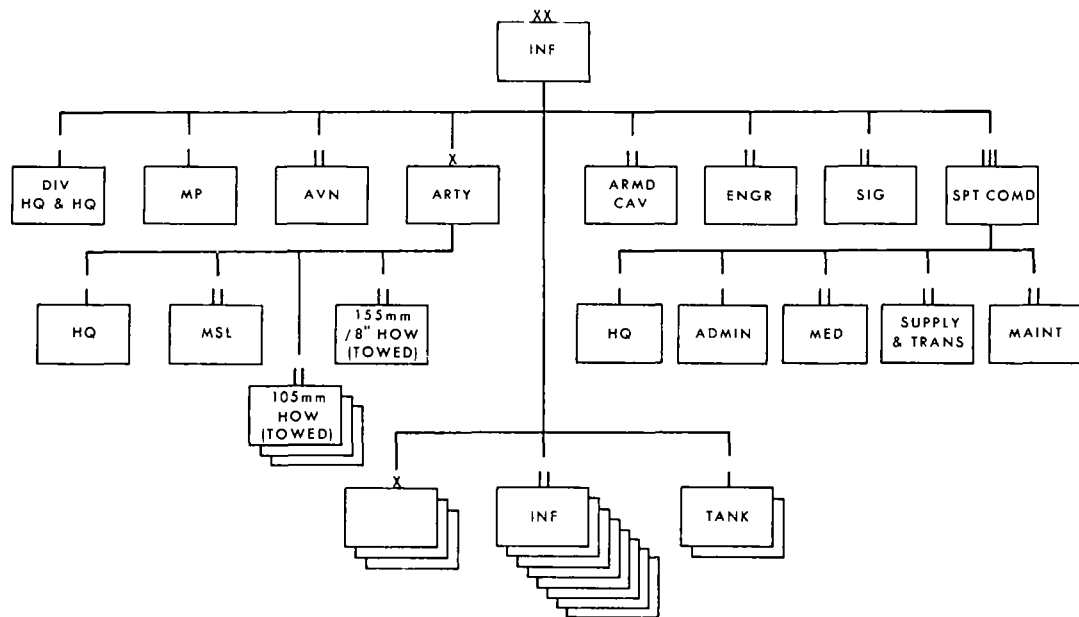 XX
INF
DIV
HQ & HQ
MP
AVN
X
ARTY
ARMD
CAV
ENGR
SIG
SPT COMD
HQ
MSL
155mm
/8" HOW
(TOWED)
105mm
HOW
(TOWED)
HQ
ADMIN
MED
SUPPLY
& TRANS
MAINT
X
INF
TANK